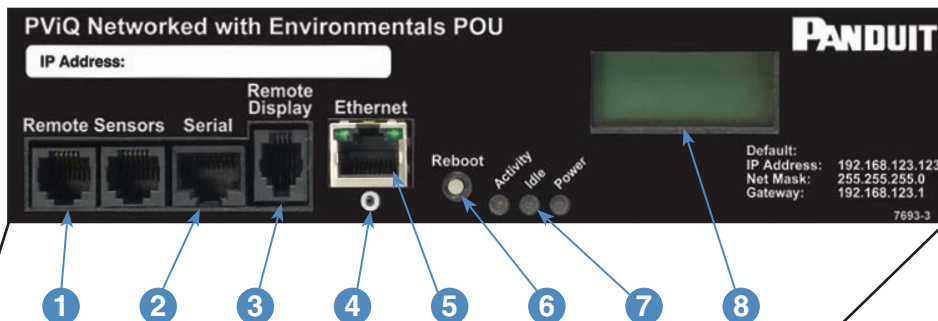 PViQ Networked with Environmentals POU
PANDUIT
IP Address:
Remote Sensors
Serial
Remote
Display
Ethernet
Reboot
Activity
Idle
Power
Default:
IP Address: 192.168.123.123
Net Mask: 255.255.255.0
Gateway: 192.168.123.1
7693-3
1
2
3
4
5
6
7
8